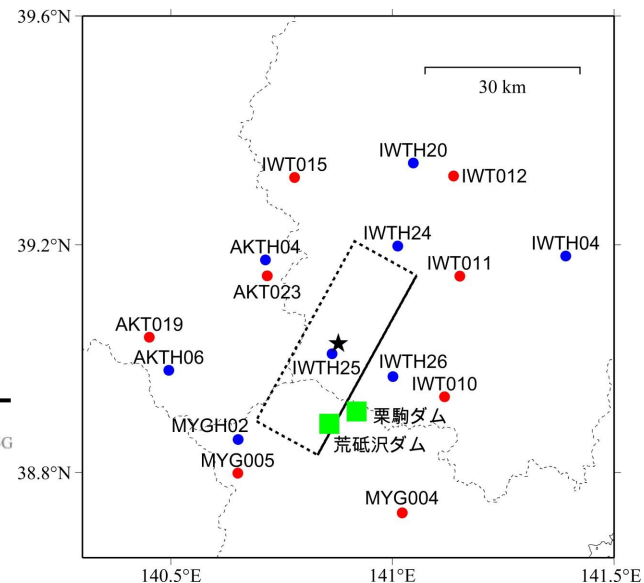 39.6°N
30 km
IWTH20
IWT015
IWT012
IWTH24
IWTH04
39.2°N
AKTH04
IWT011
AKT023
AKT019
AKTH06
IWTH25
IWTH26
IWT010
栗駒ダム
MYGH02
荒砥沢ダム
MYG005
38.8°N
MYG004
140.5°E
141°E
141.5°E